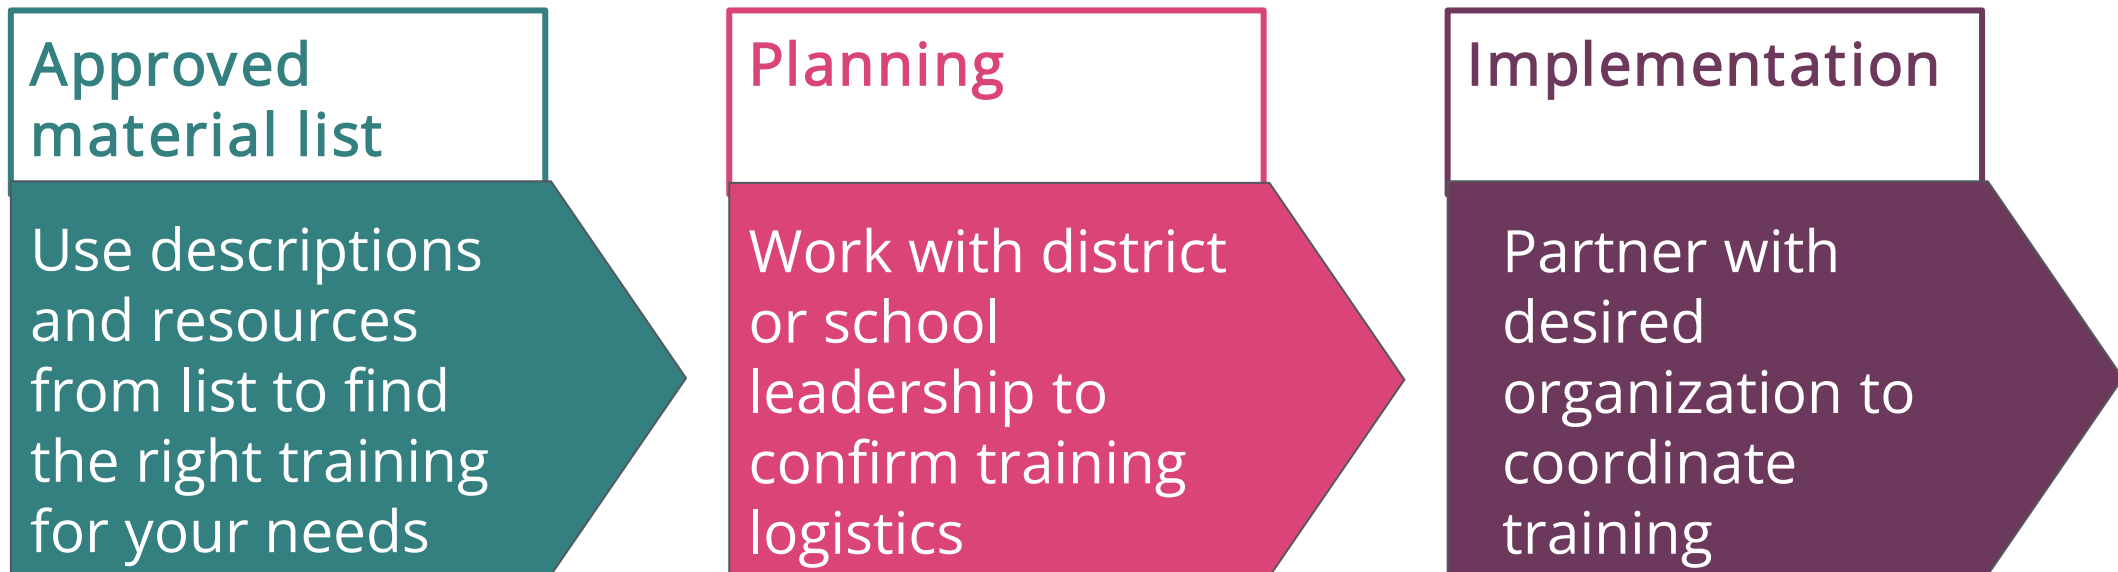 Approved
material list
Use descriptions
and resources
from list to find
the right training
for your needs
Planning
Work with district
or school
leadership to
confirm training
logistics
Implementation
Partner with
desired
organization to
coordinate
training